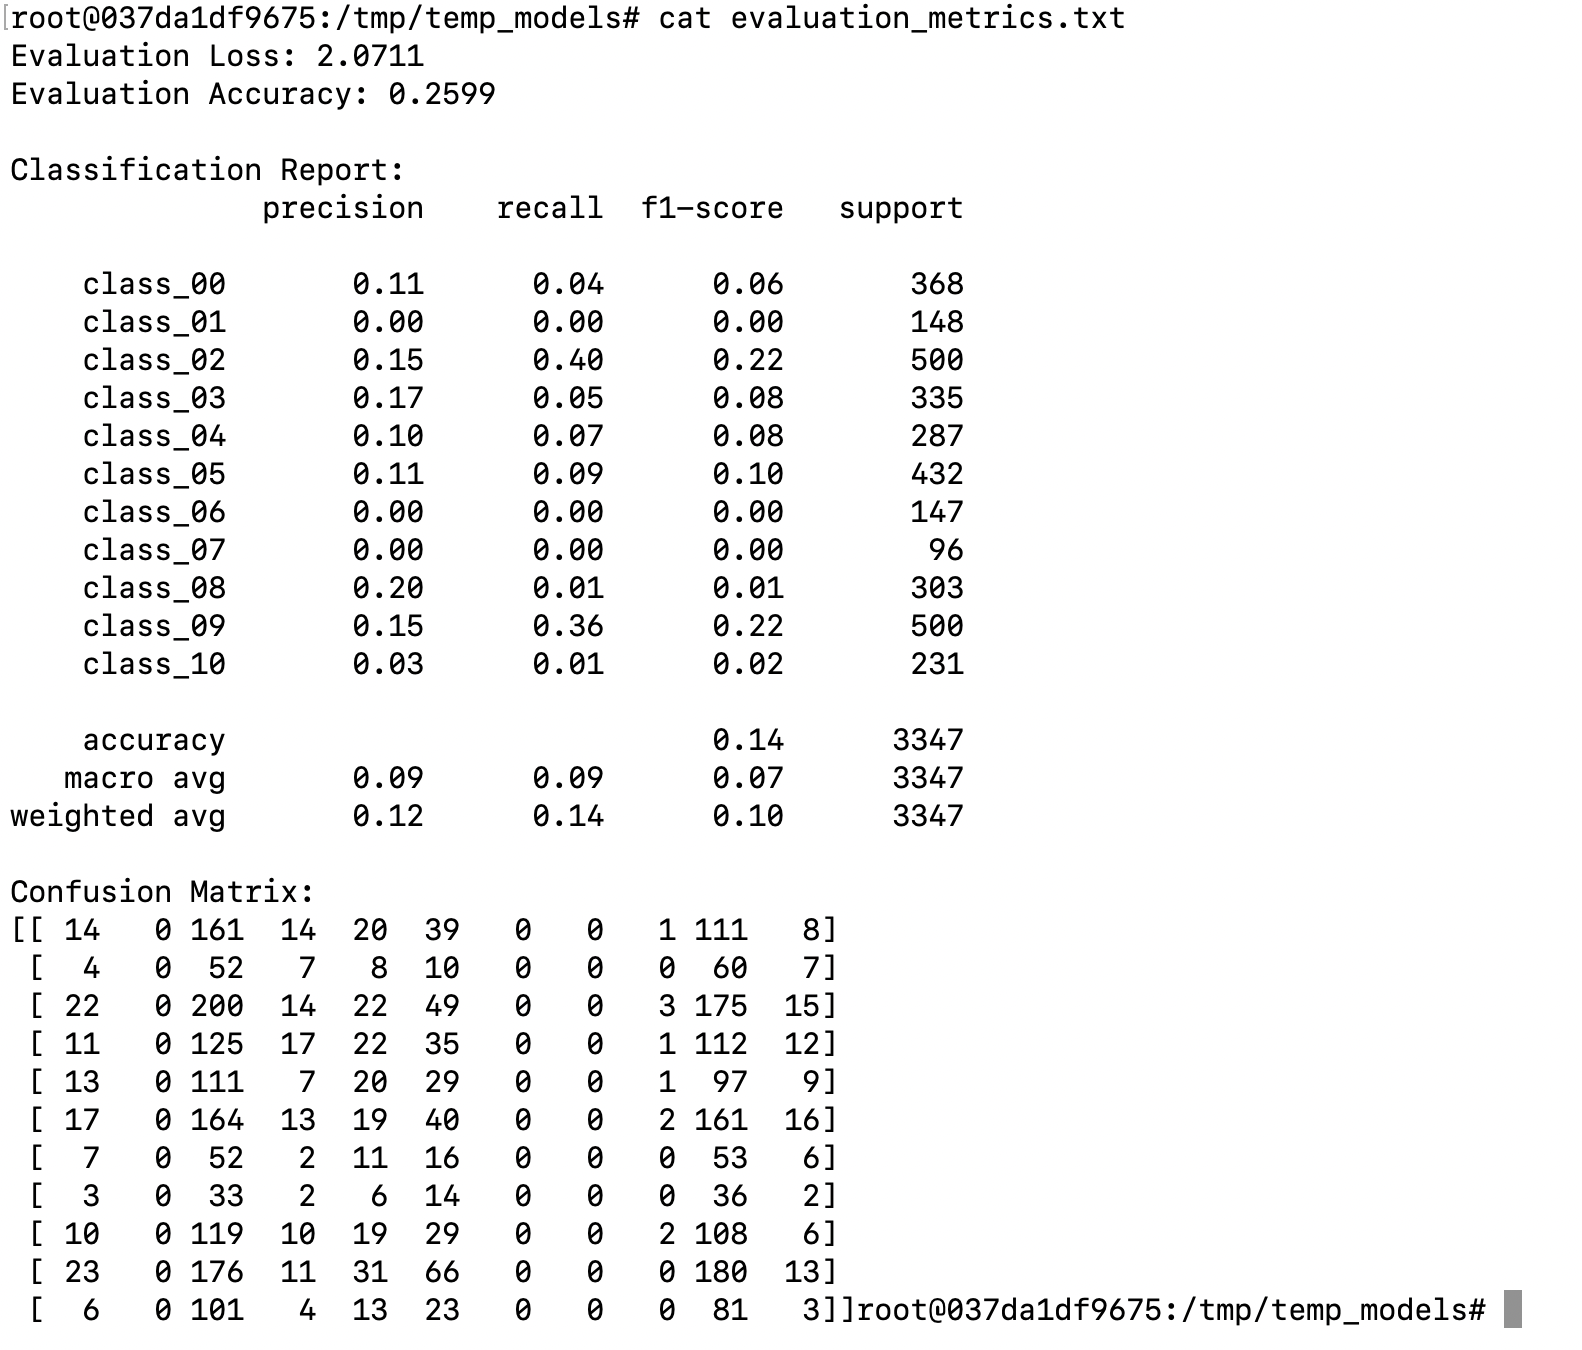 [root@037da1df9675:/tmp/temp_models# cat evaluation_metrics.txt
Evaluation Loss: 2.0711
Evaluation Accuracy: 0.2599
Classification Report:
precision recall f1-score support
class_00 0.11 0.04 0.06 368
class_01 0.00 0.00 0.00 148
class_02 0.15 0.40 0.22 500
class_03 0.17 0.05 0.08 335
class_04 0.10 0.07 0.08 287
class_05 0.11 0.09 0.10 432
class_06 0.00 0.00 0.00 147
class_07 0.00 0.00 0.00 96
class_08 0.20 0.01 0.01 303
class_09 0.15 0.36 0.22 500
class_10 0.03 0.01 0.02 231
accuracy 0.14 3347
macro avg 0.09 0.09 0.07 3347
weighted avg 0.12 0.14 0.10 3347
Confusion Matrix:
[[ 14 0 161 14 20 39 0 0 1 111 8]
[ 4 0 52 7 8 10 0 0 0 60 7]
[ 22 0 200 14 22 49 0 0 3 175 15]
[ 11 0 125 17 22 35 0 0 1 112 12]
[ 13 0 111 7 20 29 0 0 1 97 9]
[ 17 0 164 13 19 40 0 0 2 161 16]
[ 7 0 52 2 11 16 0 0 0 53 6]
[ 3 0 33 2 6 14 0 0 0 36 2]
[ 10 0 119 10 19 29 0 0 2 108 6]
[ 23 0 176 11 31 66 0 0 0 180 13]
[ 6 0 101 4 13 23 0 0 0 81 3]]root@037da1df9675:/tmp/temp_models#